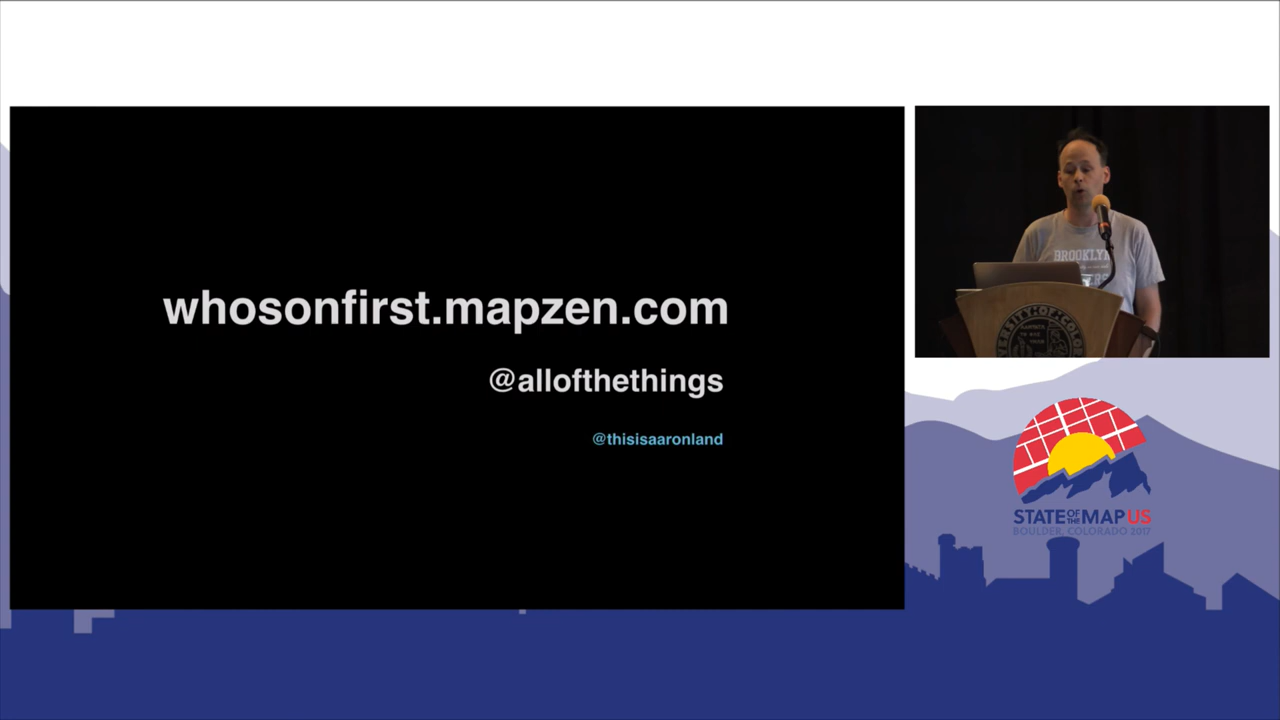 whosonfirst.mapzen.com
@allofthethings
@thisisaaronland
BROOKLYN
STATE OF THE MAP US
BOULDER, COLORADO 2017